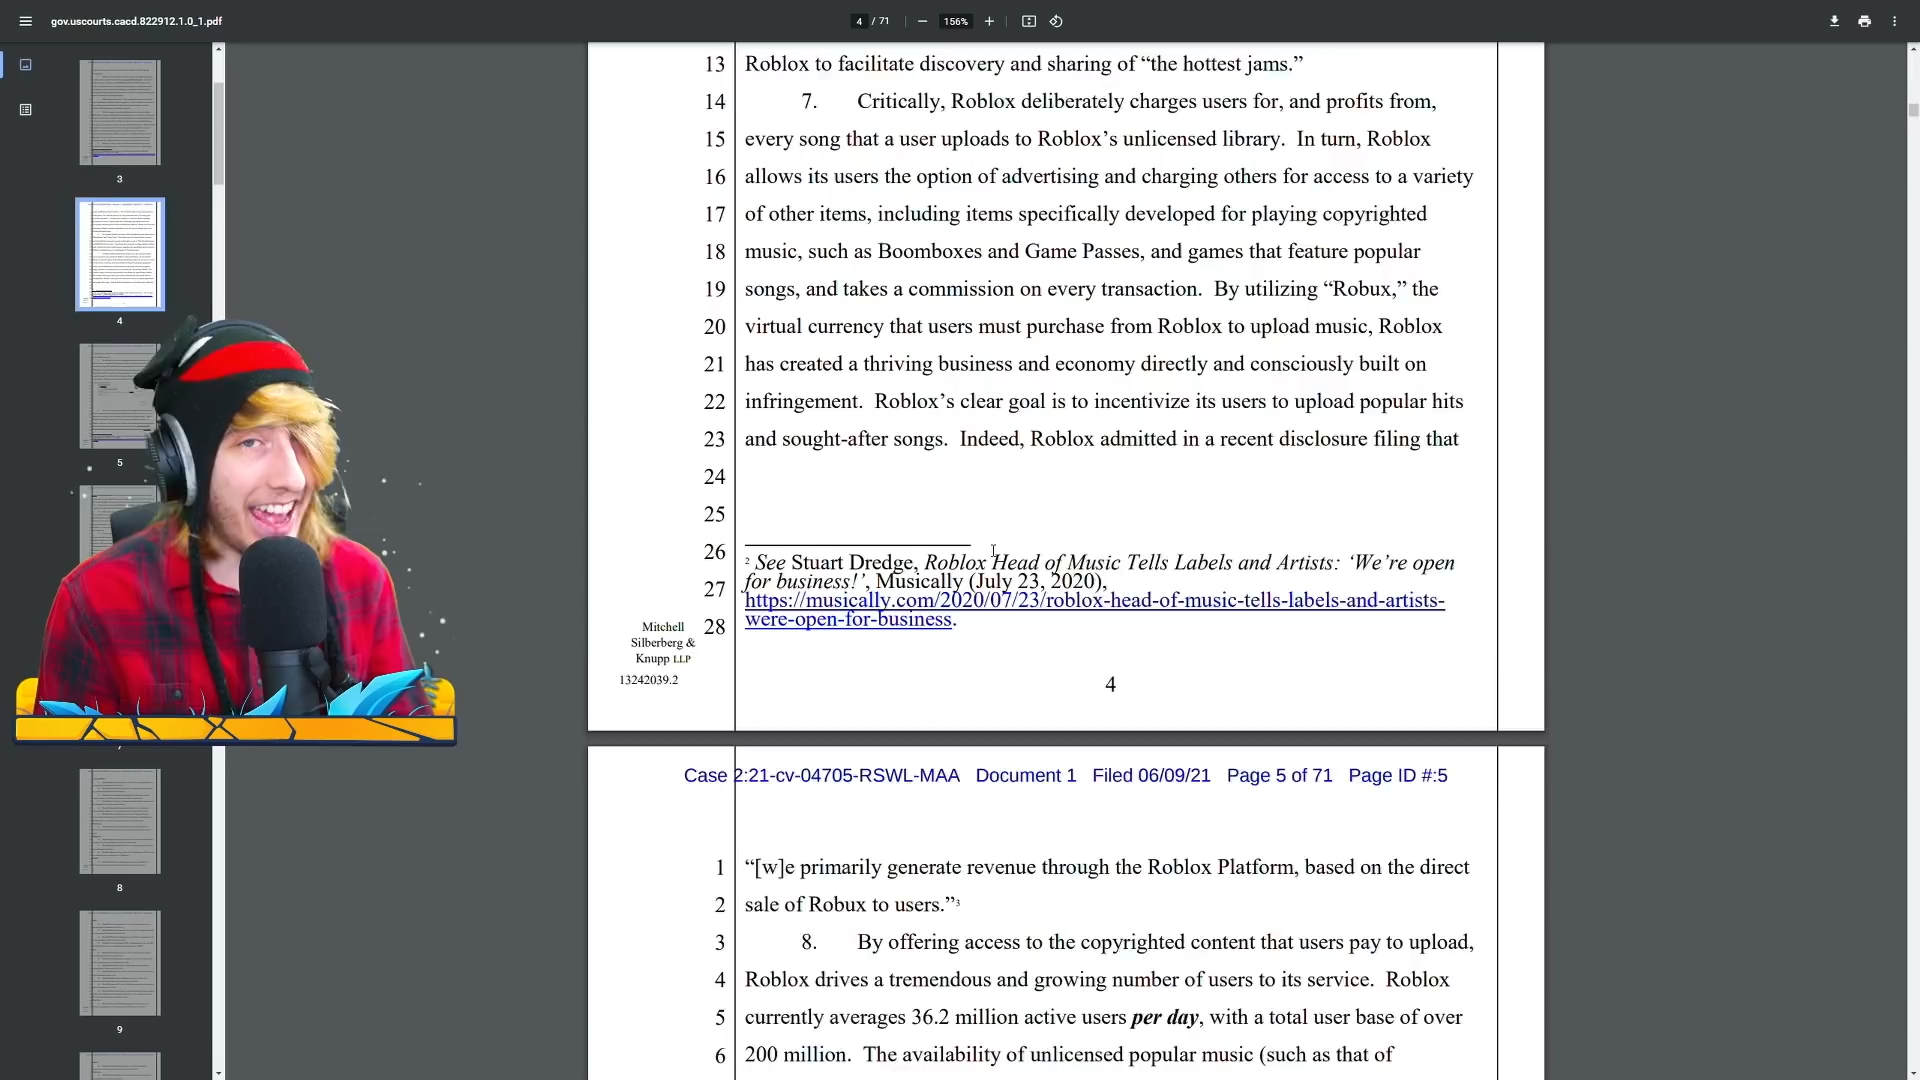 gov.uscourts.cacd.822912.1.0_1.pdf
4 / 71
156%
3
4
5
7
8
9
13 Roblox to facilitate discovery and sharing of “the hottest jams.”
14 7. Critically, Roblox deliberately charges users for, and profits from,
15 every song that a user uploads to Roblox’s unlicensed library. In turn, Roblox
16 allows its users the option of advertising and charging others for access to a variety
17 of other items, including items specifically developed for playing copyrighted
18 music, such as Boomboxes and Game Passes, and games that feature popular
19 songs, and takes a commission on every transaction. By utilizing “Robux,” the
20 virtual currency that users must purchase from Roblox to upload music, Roblox
21 has created a thriving business and economy directly and consciously built on
22 infringement. Roblox’s clear goal is to incentivize its users to upload popular hits
23 and sought-after songs. Indeed, Roblox admitted in a recent disclosure filing that
24
25
26
2 See Stuart Dredge, Roblox Head of Music Tells Labels and Artists: ‘We’re open
27 for business!’, Musically (July 23, 2020),
https://musically.com/2020/07/23/roblox-head-of-music-tells-labels-and-artists-
28 were-open-for-business.
Mitchell
Silberberg &
Knupp LLP
13242039.2
4
Case 2:21-cv-04705-RSWL-MAA Document 1 Filed 06/09/21 Page 5 of 71 Page ID #:5
1 “[w]e primarily generate revenue through the Roblox Platform, based on the direct
2 sale of Robux to users.”3
3 8. By offering access to the copyrighted content that users pay to upload,
4 Roblox drives a tremendous and growing number of users to its service. Roblox
5 currently averages 36.2 million active users per day, with a total user base of over
6 200 million. The availability of unlicensed popular music (such as that of